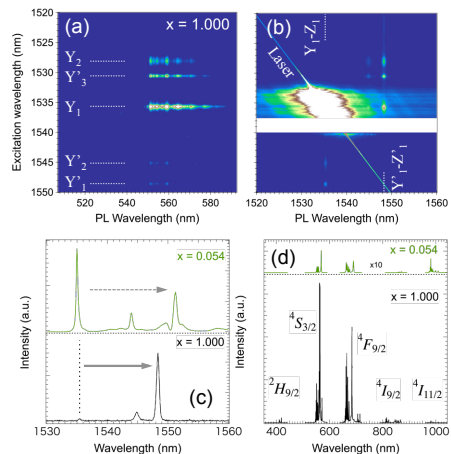 (a)
x = 1.000
(b)
Excitation wavelength (nm)
1520
1525
1530
1535
1540
1545
1550
Y2
Y'3
Y1
Y'2
Y'1
520
540
560
580
PL Wavelength (nm)
Laser
Y1-Z1
Y'1-Z'1
1520
1530
1540
1550
1560
PL Wavelength (nm)
Intensity (a.u.)
x = 0.054
x = 1.000
(c)
1530
1540
1550
1560
Wavelength (nm)
Intensity (a.u.)
(d)
x = 0.054
x10
x = 1.000
4S3/2
4F9/2
2H9/2
4I9/2
4I11/2
400
600
800
1000
Wavelength (nm)